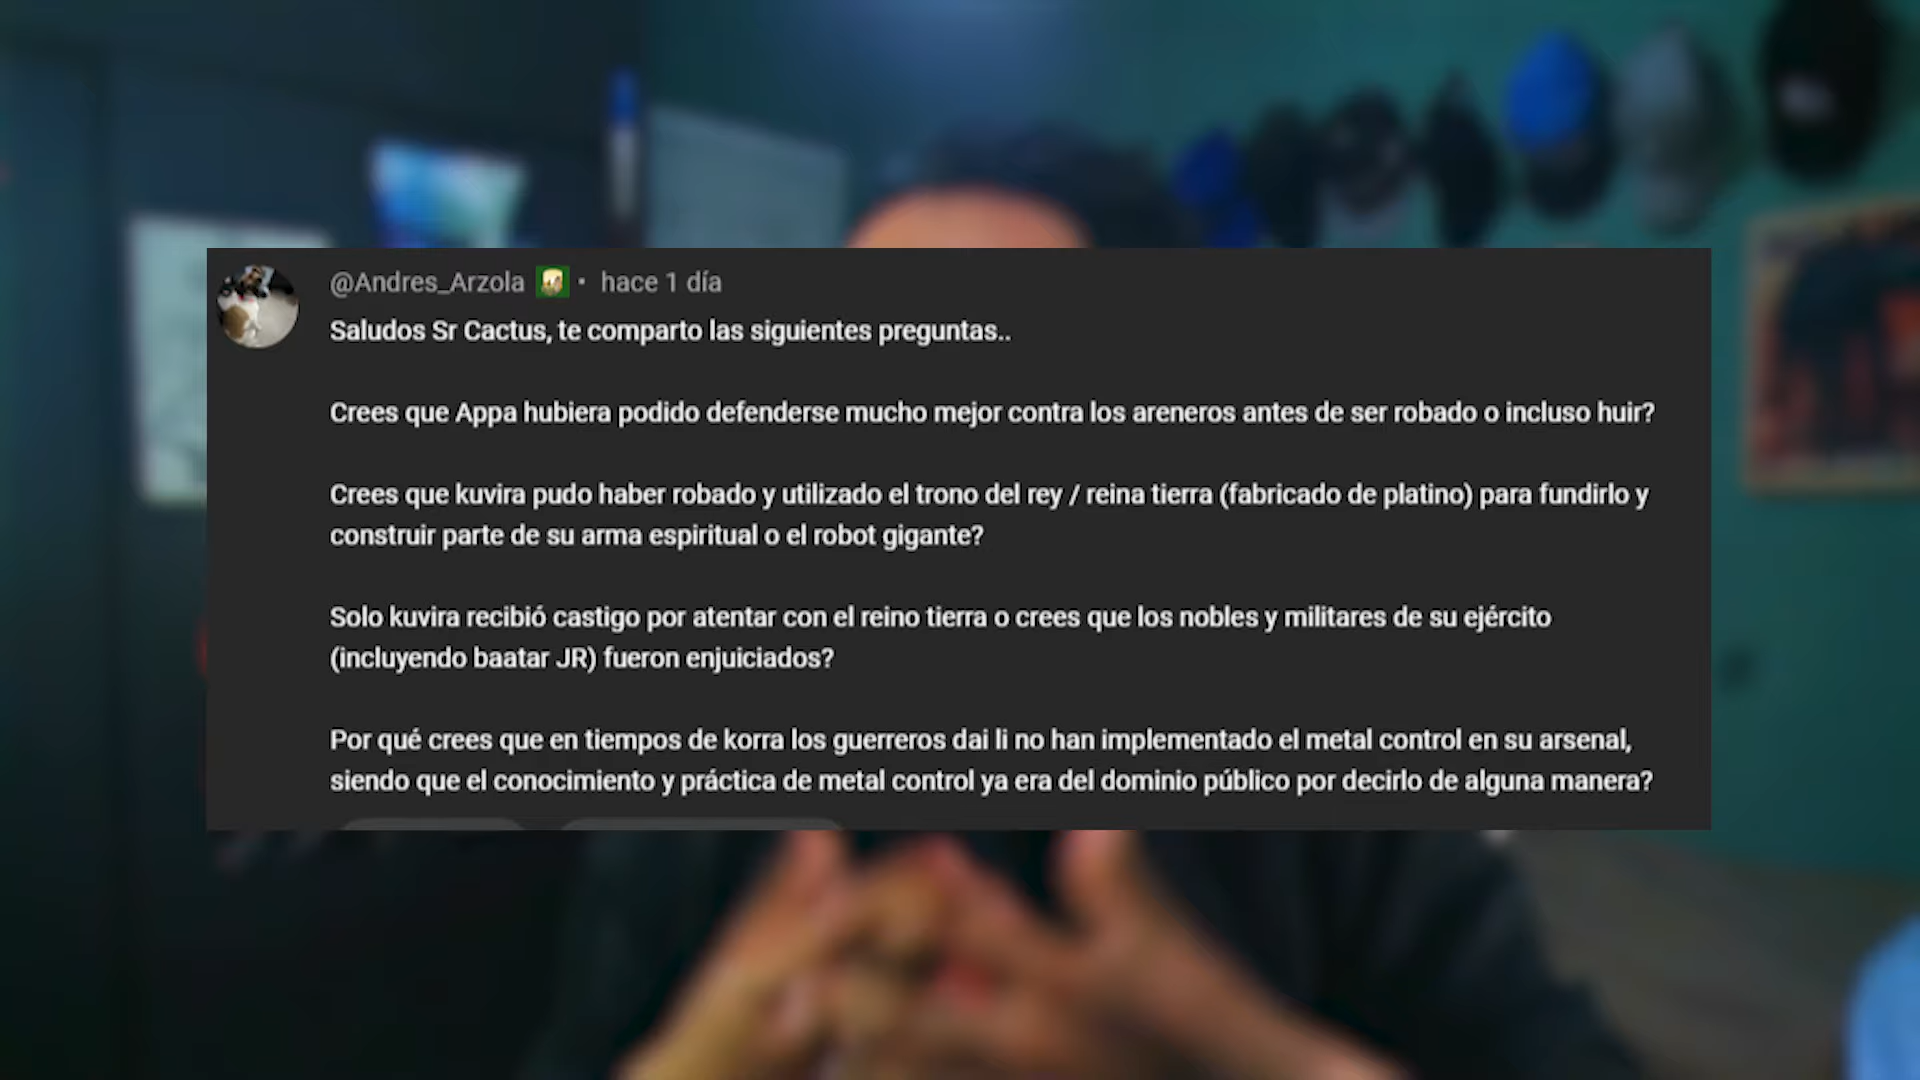 @Andres_Arzola • hace 1 día
Saludos Sr Cactus, te comparto las siguientes preguntas..
Crees que Appa hubiera podido defenderse mucho mejor contra los areneros antes de ser robado o incluso huir?
Crees que kuvira pudo haber robado y utilizado el trono del rey / reina tierra (fabricado de platino) para fundirlo y
construir parte de su arma espiritual o el robot gigante?
Solo kuvira recibió castigo por atentar con el reino tierra o crees que los nobles y militares de su ejército
(incluyendo baatar JR) fueron enjuiciados?
Por qué crees que en tiempos de korra los guerreros dai li no han implementado el metal control en su arsenal,
siendo que el conocimiento y práctica de metal control ya era del dominio público por decirlo de alguna manera?